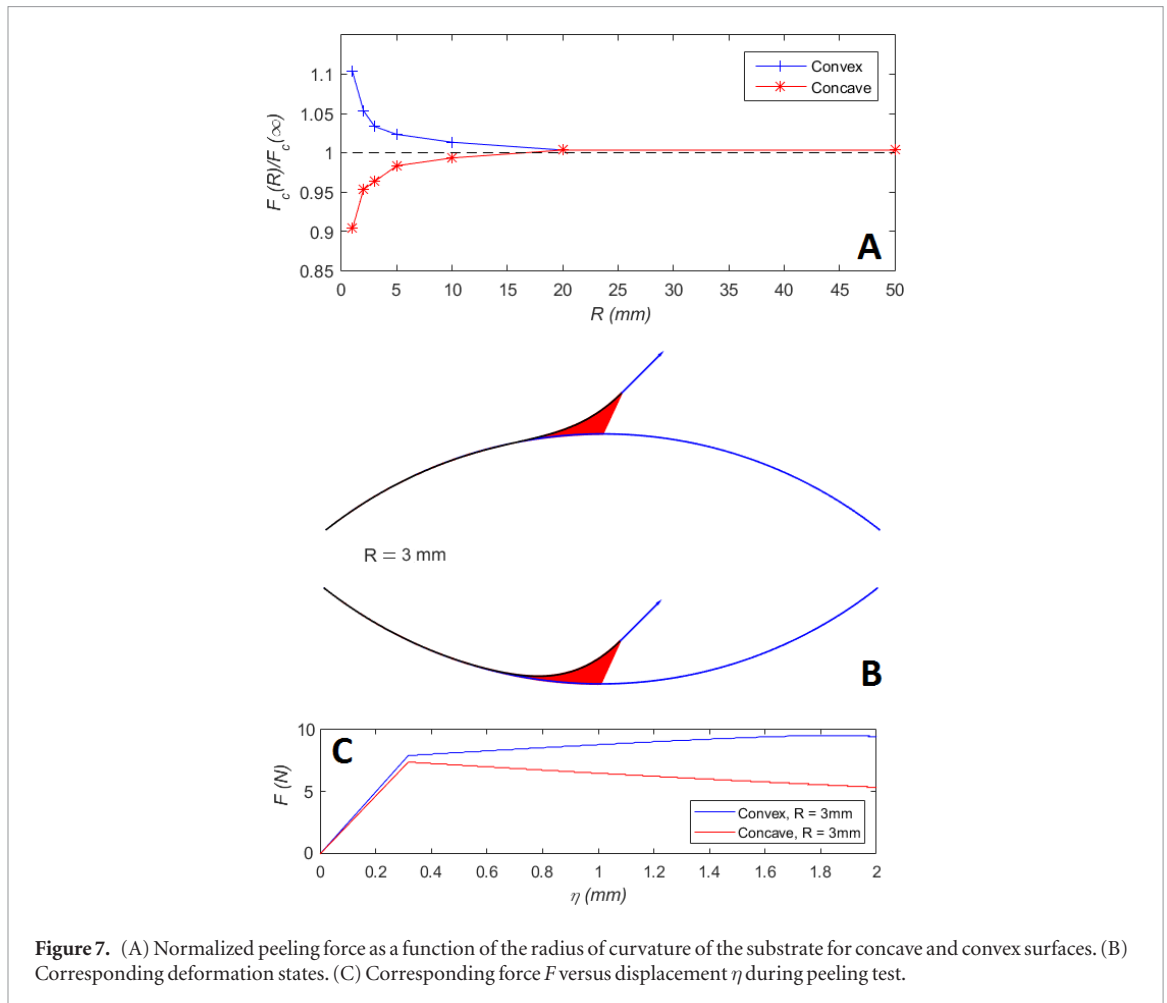 1.1
1.05
1
0.95
0.9
0.85
F_c(R)/F_c(∞)
Convex
Concave
A
0 5 10 15 20 25 30 35 40 45 50
R (mm)
R = 3 mm
B
10
5
0
F (N)
C
Convex, R = 3mm
Concave, R = 3mm
0 0.2 0.4 0.6 0.8 1 1.2 1.4 1.6 1.8 2
η (mm)
Figure 7. (A) Normalized peeling force as a function of the radius of curvature of the substrate for concave and convex surfaces. (B)
Corresponding deformation states. (C) Corresponding force F versus displacement η during peeling test.